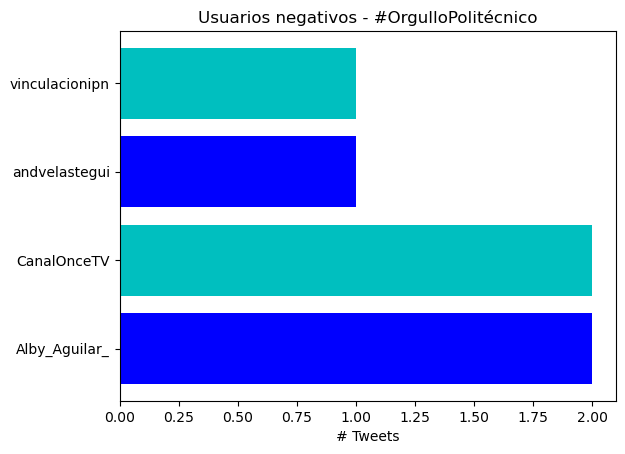 Usuarios negativos - #OrgulloPolitécnico
vinculacionipn
andvelastegui
CanalOnceTV
Alby_Aguilar_
0.00 0.25 0.50 0.75 1.00 1.25 1.50 1.75 2.00
# Tweets